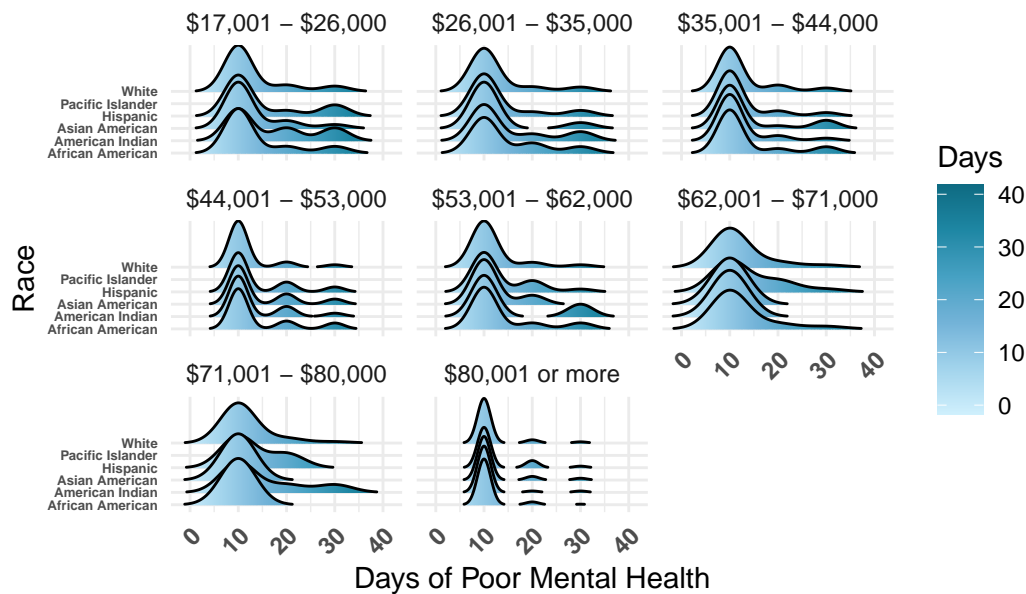 $17,001 – $26,000
$26,001 – $35,000
$35,001 – $44,000
White
Pacific Islander
Hispanic
Asian American
American Indian
African American
$44,001 – $53,000
$53,001 – $62,000
$62,001 – $71,000
White
Pacific Islander
Hispanic
Asian American
American Indian
African American
0 10 20 30 40
$71,001 – $80,000
$80,001 or more
White
Pacific Islander
Hispanic
Asian American
American Indian
African American
0 10 20 30 40
0 10 20 30 40
Days of Poor Mental Health
Race
Days
40
30
20
10
0